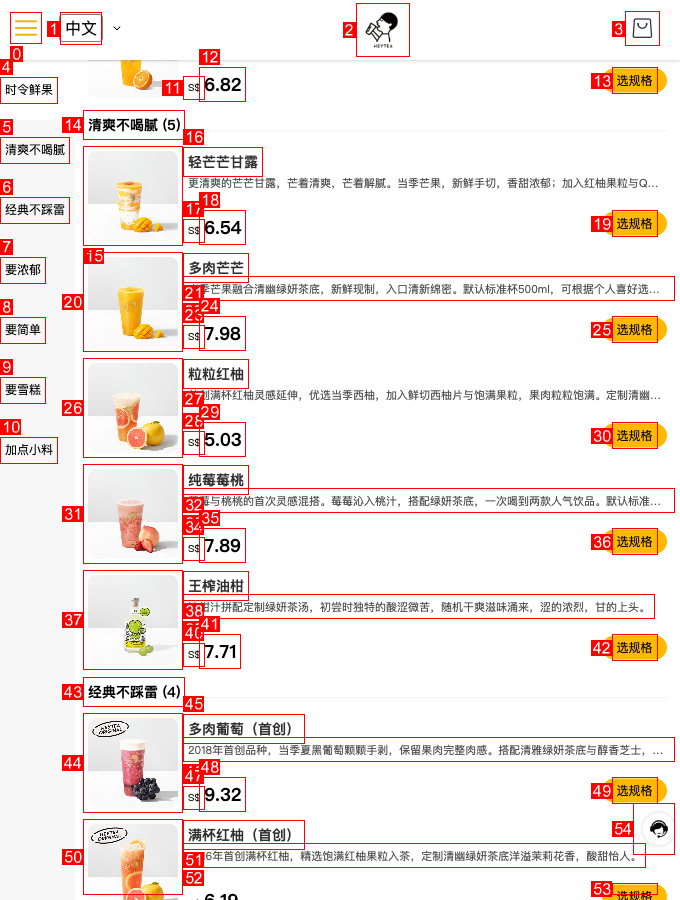 中文
HEYTEA
时令鲜果
清爽不喝腻
经典不踩雷
要浓郁
要简单
要雪糕
加点小料
S$ 6.82 选规格
清爽不喝腻 (5)
轻芒芒甘露
更清爽的芒芒甘露，芒着清爽，芒着解腻。当季芒果，新鲜手切，香甜浓郁；加入红柚果粒与Q...
S$ 6.54 选规格
多肉芒芒
芒果融合清幽绿妍茶底，新鲜现制，入口清新绵密。默认标准杯500ml，可根据个人喜好选...
S$ 7.98 选规格
粒粒红柚
满杯红柚灵感延伸，优选当季西柚，加入鲜切西柚片与饱满果粒，果肉粒粒饱满。定制清幽...
S$ 5.03 选规格
纯莓莓桃
与桃桃的首次灵感混搭。莓莓沁入桃汁，搭配绿妍茶底，一次喝到两款人气饮品。默认标准...
S$ 7.89 选规格
王榨油柑
汁拼配定制绿妍茶汤，初尝时独特的酸涩微苦，随机干爽滋味涌来，涩的浓烈，甘的上头。
S$ 7.71 选规格
经典不踩雷 (4)
HEYTEA ORIGINAL
多肉葡萄（首创）
2018年首创品种，当季夏黑葡萄颗颗手剥，保留果肉完整肉感。搭配清雅绿妍茶底与醇香芝士，...
S$ 9.32 选规格
满杯红柚（首创）
6年首创满杯红柚，精选饱满红柚果粒入茶，定制清幽绿妍茶底洋溢茉莉花香，酸甜怡人。
6.19 选规格
0
1
2
3
4
5
6
7
8
9
10
11
12
13
14
15
16
17
18
19
20
21
24
25
26
27
28
29
30
31
32
34
35
36
37
38
40
41
42
43
44
45
47
48
49
50
51
52
53
54